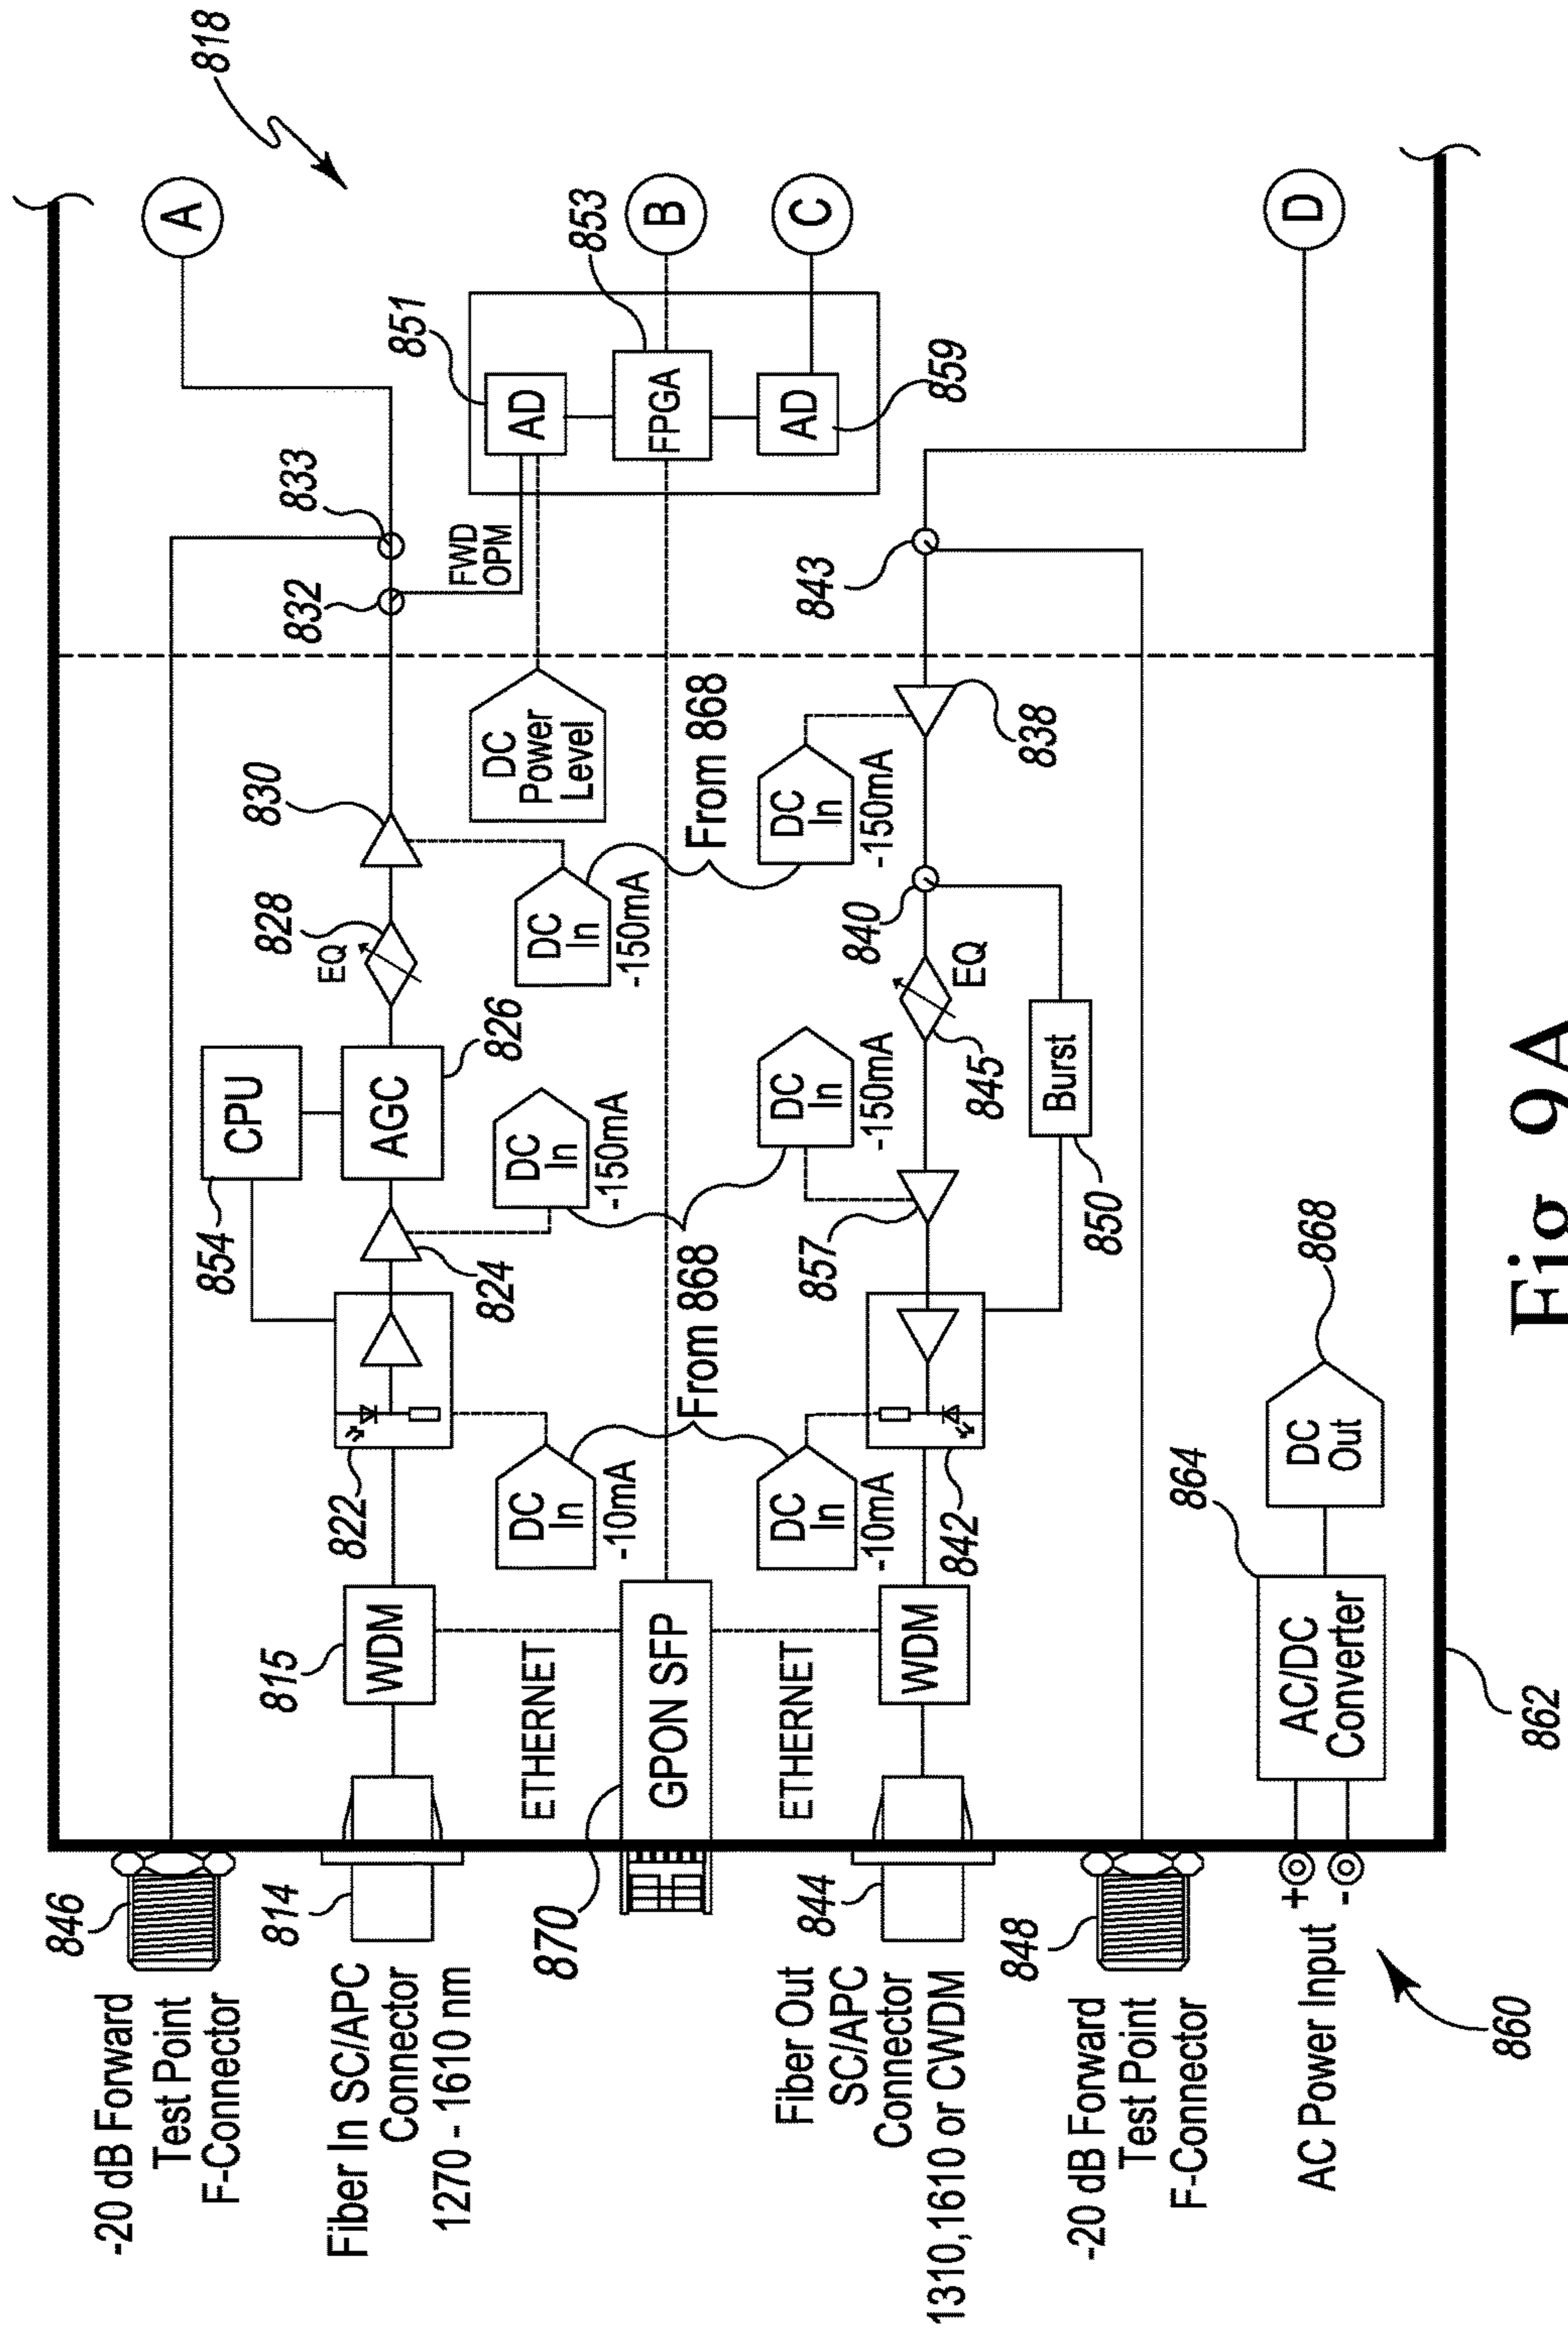 818
A
833
832
830
828
EQ
826
CPU
AGC
854
824
822
815
WDM
846
814
-20 dB Forward
Test Point
F-Connector
Fiber In SC/APC
Connector
1270 - 1610 nm
851
AD
853
FPGA
B
C
AD
859
FWD
OPM
DC
Power
Level
From 868
DC
In
-150mA
DC
In
-150mA
From 868
DC
In
-10mA
ETHERNET
GPON SFP
870
ETHERNET
D
843
838
DC
In
-150mA
840
EQ
845
DC
In
-150mA
857
Burst
850
DC
In
-10mA
842
WDM
844
Fiber Out
SC/APC
Connector
1310,1610 or CWDM
848
-20 dB Forward
Test Point
F-Connector
868
DC
Out
864
AC/DC
Converter
862
+
-
AC Power Input
860
Fig. 9A